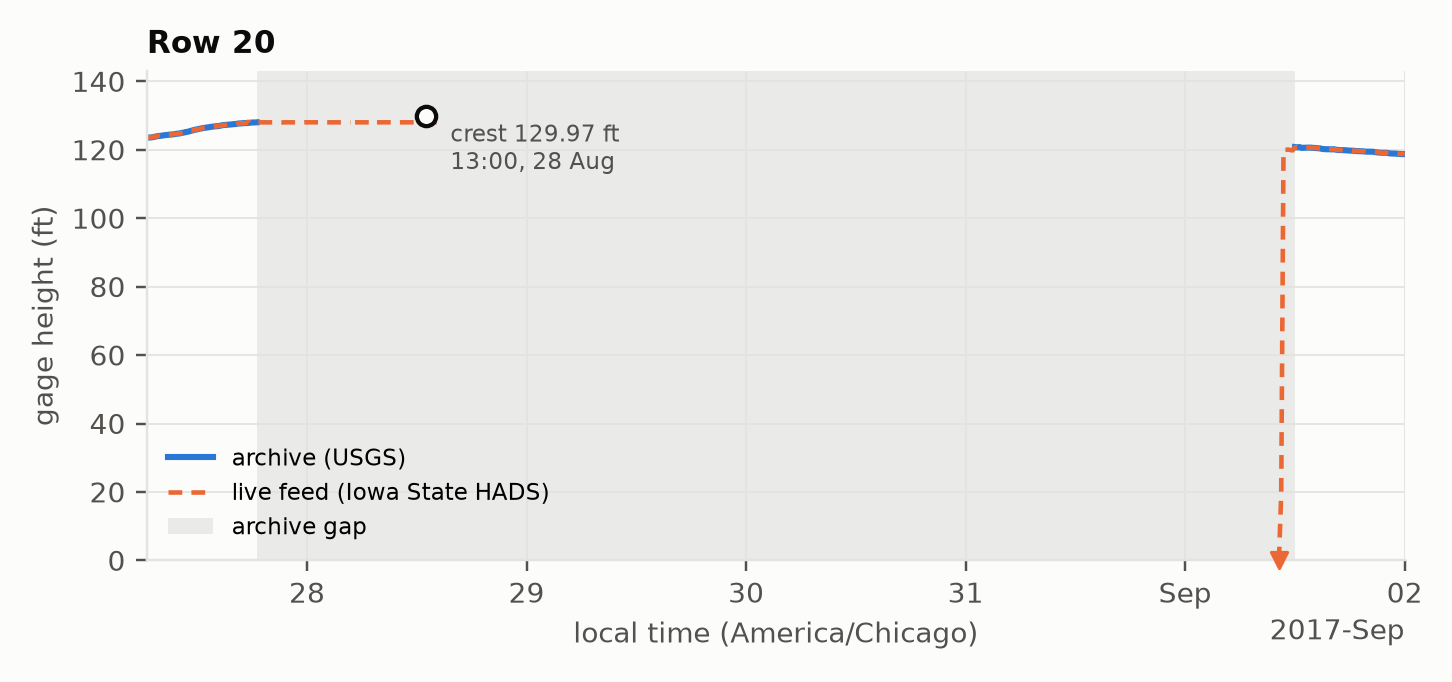 Row 20
140
120
100
80
60
40
20
0
gage height (ft)
crest 129.97 ft
13:00, 28 Aug
archive (USGS)
live feed (Iowa State HADS)
archive gap
28
29
30
31
Sep
02
local time (America/Chicago)
2017-Sep